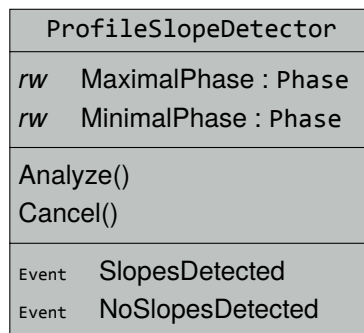 ProfileSlopeDetector
rw MaximalPhase : Phase
rw MinimalPhase : Phase
Analyze()
Cancel()
Event SlopesDetected
Event NoSlopesDetected